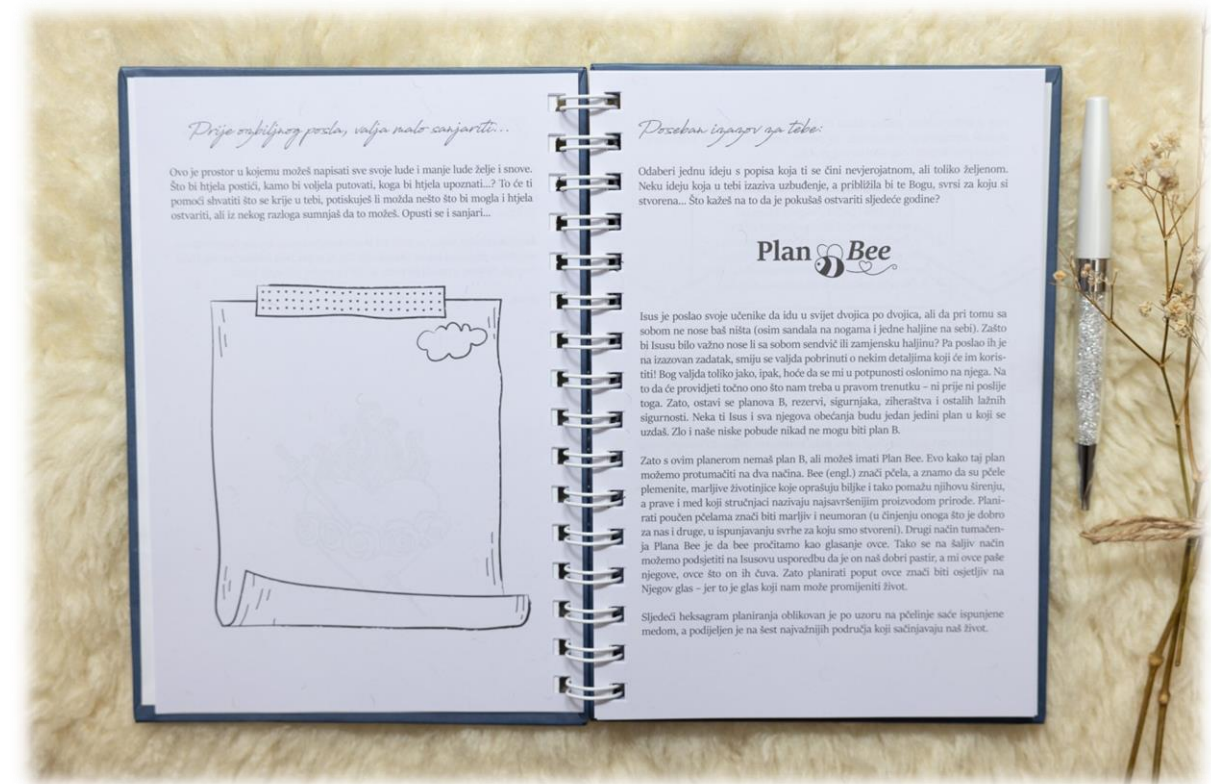 Prije ozbiljnog posla, valja malo sanjariti...
Ovo je prostor u kojemu možeš napisati sve svoje lude i manje lude želje i snove.
Što bi htjela postići, kamo bi voljela putovati, koga bi htjela upoznati...? To će ti
pomoći shvatiti što se krije u tebi, potiskuješ li možda nešto što bi mogla i htjela
ostvariti, ali iz nekog razloga sumnjaš da to možeš. Opusti se i sanjari...
Poseban izazov za tebe:
Odaberi jednu ideju s popisa koja ti se čini nevjerojatnom, ali toliko željenom.
Neku ideju koja u tebi izaziva uzbuđenje, a približila bi te Bogu, svrsi za koju si
stvorena... Što kažeš na to da je pokušaš ostvariti sljedeće godine?
Plan Bee
Isus je poslao svoje učenike da idu u svijet dvojica po dvojica, ali da pri tomu sa
sobom ne nose baš ništa (osim sandala na nogama i jedne haljine na sebi). Zašto
bi Isusu bilo važno nose li sa sobom sendvič ili zamjensku haljinu? Pa poslao ih je
na izazovan zadatak, smiju se valjda pobrinuti o nekim detaljima koji će im koris-
titi! Bog valjda toliko jako, ipak, hoće da se mi u potpunosti oslonimo na njega. Na
to da će providjeti točno ono što nam treba u pravom trenutku – ni prije ni poslije
toga. Zato, ostavi se planova B, rezervi, sigurnjaka, ziheraštva i ostalih lažnih
sigurnosti. Neka ti Isus i sva njegova obećanja budu jedan jedini plan u koji se
uzdaš. Zlo i naše niske pobude nikad ne mogu biti plan B.
Zato s ovim planerom nemaš plan B, ali možeš imati Plan Bee. Evo kako taj plan
možemo protumačiti na dva načina. Bee (engl.) znači pčela, a znamo da su pčele
plemenite, marljive životinjice koje oprašuju biljke i tako pomažu njihovu širenju,
a prave i med koji stručnjaci nazivaju najsavršenijim proizvodom prirode. Plani-
rati poučen pčelama znači biti marljiv i neumoran (u činjenju onoga što je dobro
za nas i druge, u ispunjavanju svrhe za koju smo stvoreni). Drugi način tumačen-
ja Plana Bee je da bee pročitamo kao glasanje ovce. Tako se na šaljiv način
možemo podsjetiti na Isusovu usporedbu da je on naš dobri pastir, a mi ovce paše
njegove, ovce što on ih čuva. Zato planirati poput ovce znači biti osjetljiv na
Njegov glas – jer to je glas koji nam može promijeniti život.
Sljedeći heksagram planiranja oblikovan je po uzoru na pčelinje saće ispunjene
medom, a podijeljen je na šest najvažnijih područja koji sačinjavaju naš život.